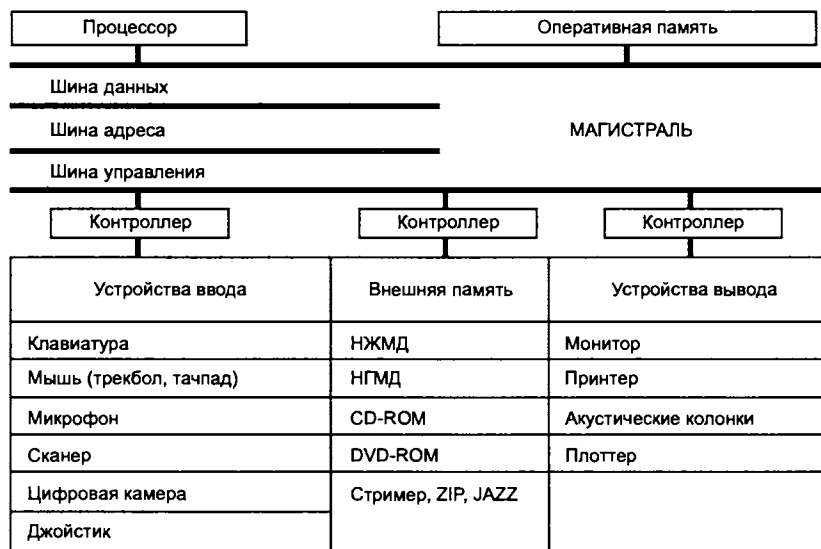 Процессор
Оперативная память
Шина данных
Шина адреса
МАГИСТРАЛЬ
Шина управления
Контроллер
Контроллер
Контроллер
Устройства ввода
Внешняя память
Устройства вывода
Клавиатура
НЖМД
Монитор
Мышь (трекбол, тачпад)
НГМД
Принтер
Микрофон
CD-ROM
Акустические колонки
Сканер
DVD-ROM
Плоттер
Цифровая камера
Стример, ZIP, JAZZ
Джойстик